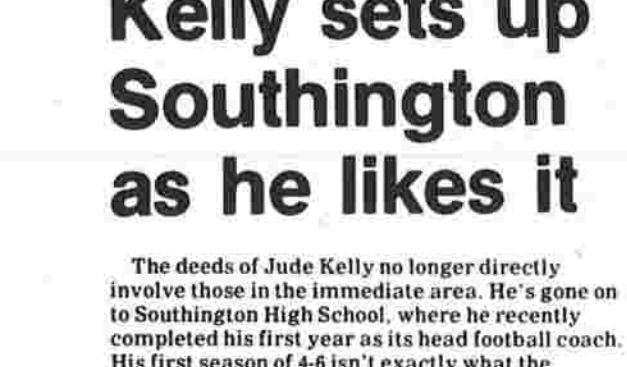 Kelly sets up
Southington
as he likes it
The deeds of Jude Kelly no longer directly
involve those in the immediate area. He's gone on
to Southington High School, where he recently
completed his first year as its head football coach.
His first season of 4-6 isn't exactly what the